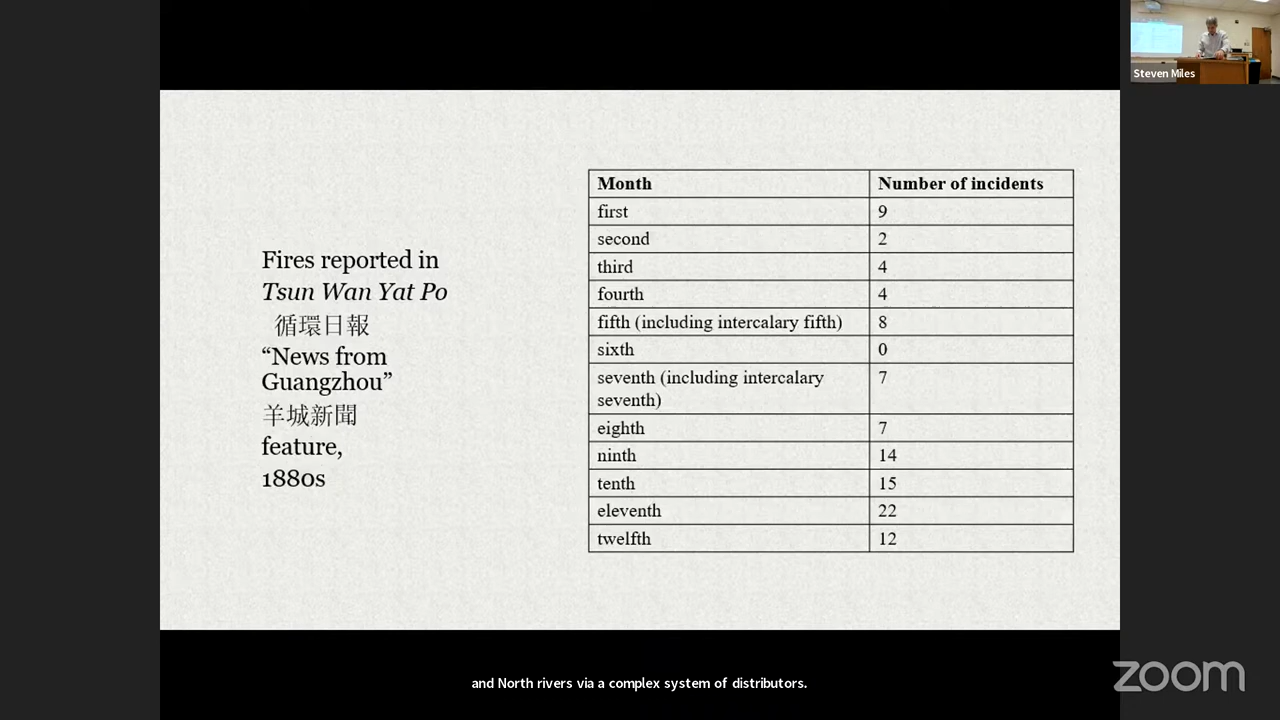 Steven Miles
Fires reported in
Tsun Wan Yat Po
循環日報
“News from
Guangzhou”
羊城新聞
feature,
1880s
Month Number of incidents
first 9
second 2
third 4
fourth 4
fifth (including intercalary fifth) 8
sixth 0
seventh (including intercalary 7
seventh)
eighth 7
ninth 14
tenth 15
eleventh 22
twelfth 12
and North rivers via a complex system of distributors.
zoom